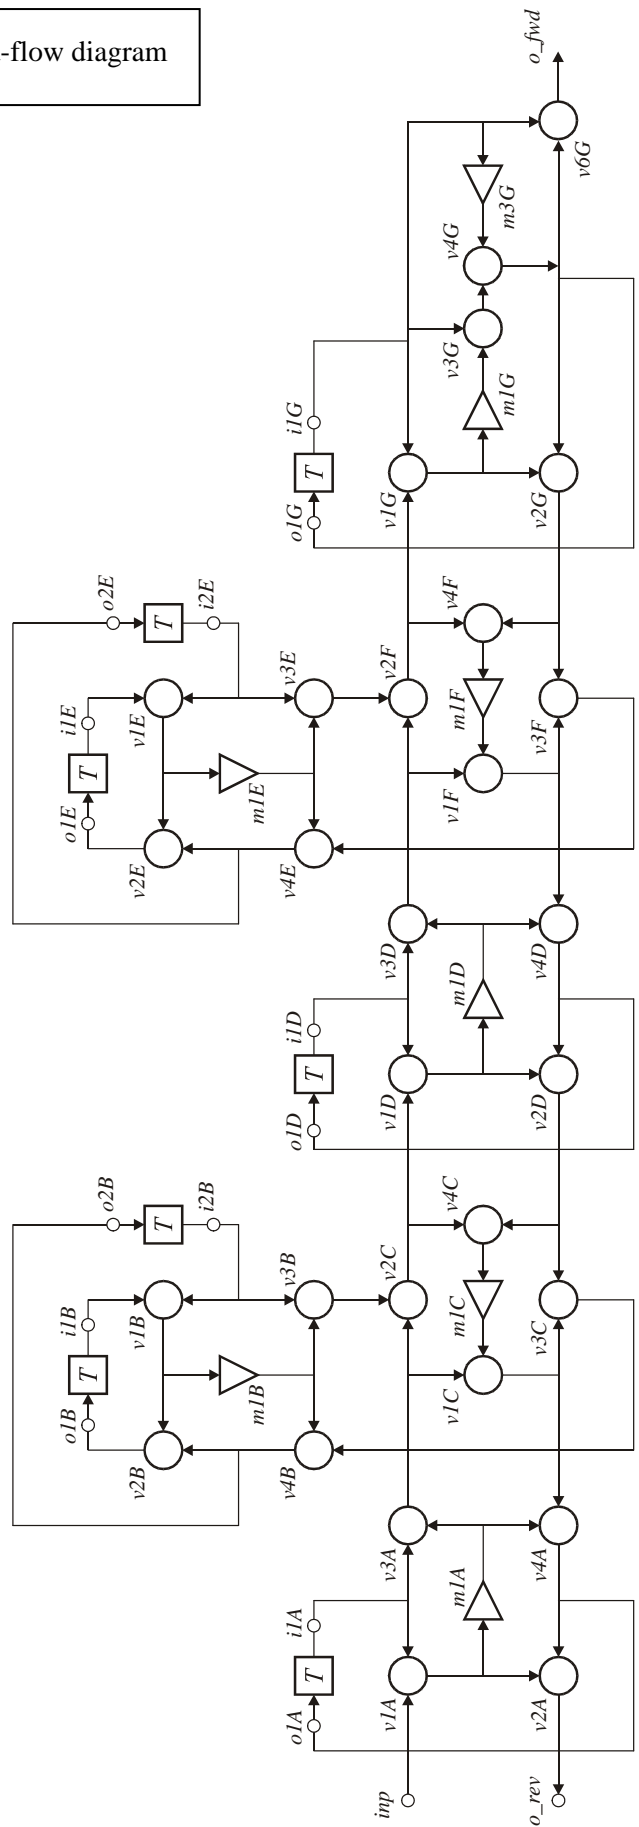 -flow diagram
o_fwd
v6G
m3G
v4G
v3G
m1G
i1G
T
o1G
v1G
v2G
o2E
T
i2E
i1E
T
o1E
v1E
v3E
v2F
v4F
m1F
v3F
m1E
v1F
v2E
v4E
v3D
v4D
m1D
i1D
T
o1D
v1D
v2D
o2B
T
i2B
i1B
T
o1B
v1B
v3B
v2C
v4C
m1C
v3C
m1B
v1C
v2B
v4B
v3A
v4A
m1A
i1A
T
o1A
v1A
v2A
inp
o_rev